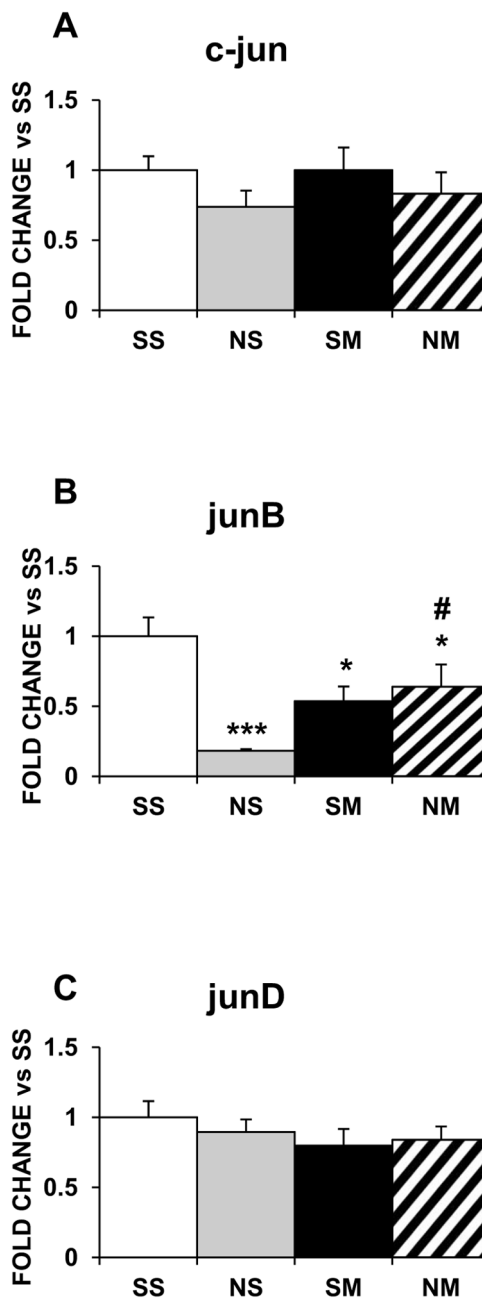 A
c-jun
FOLD CHANGE vs SS
1.5
1
0.5
0
SS NS SM NM
B
junB
FOLD CHANGE vs SS
1.5
1
0.5
0
***
*
#
*
SS NS SM NM
C
junD
FOLD CHANGE vs SS
1.5
1
0.5
0
SS NS SM NM